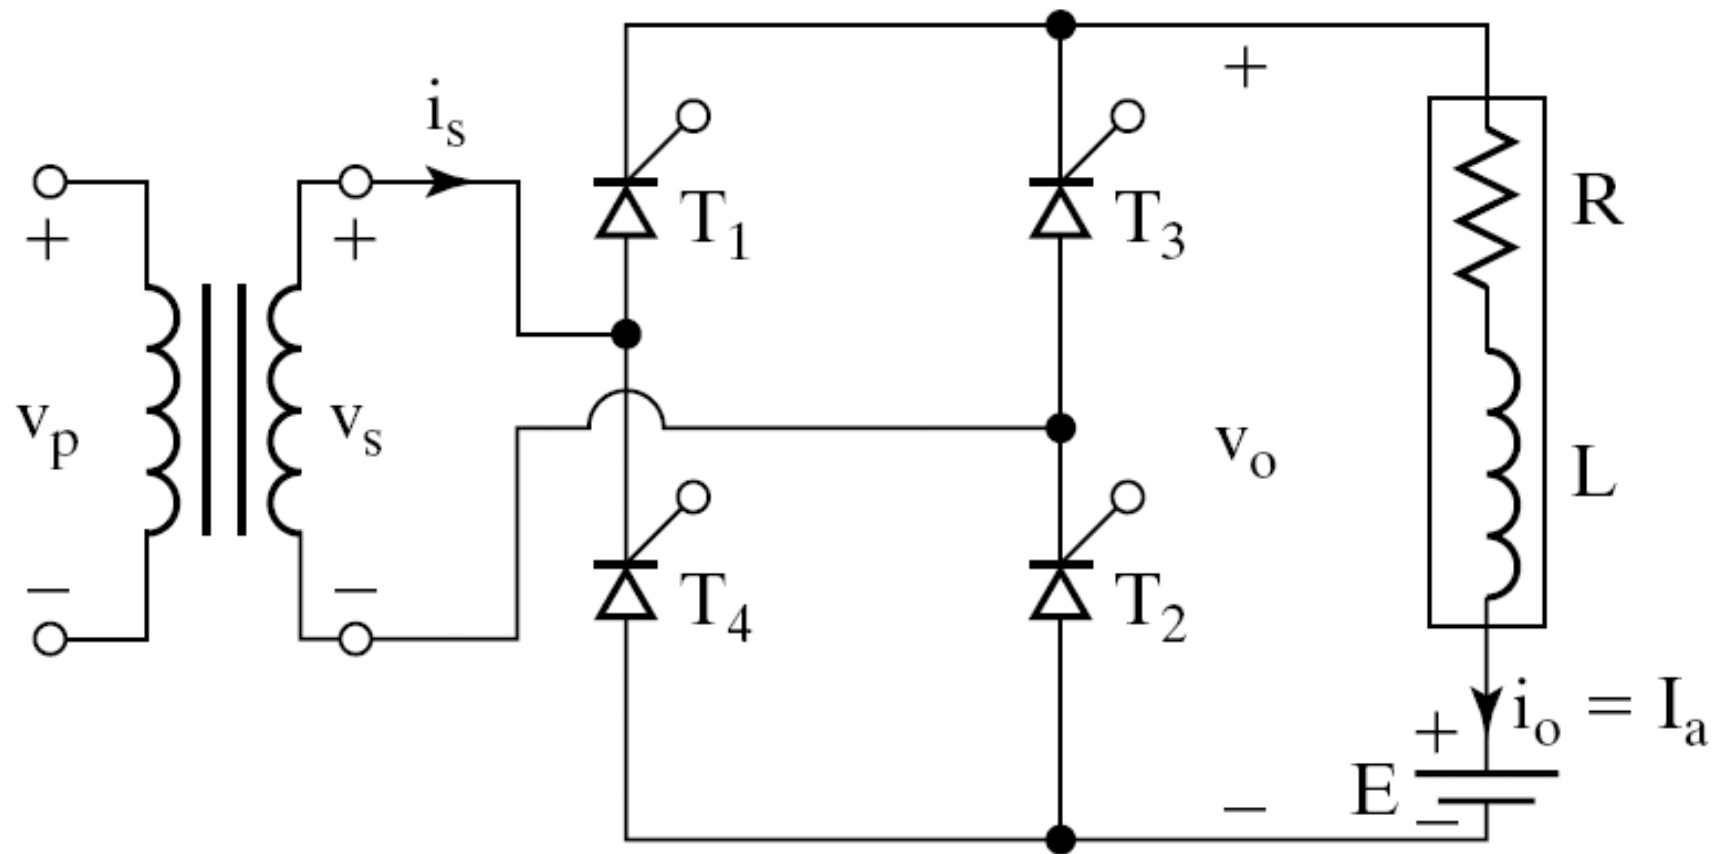 +
i_s
T_1
T_3
R
+
+
v_p
v_s
v_o
L
T_4
T_2
−
−
i_o = I_a
+
E
−
−